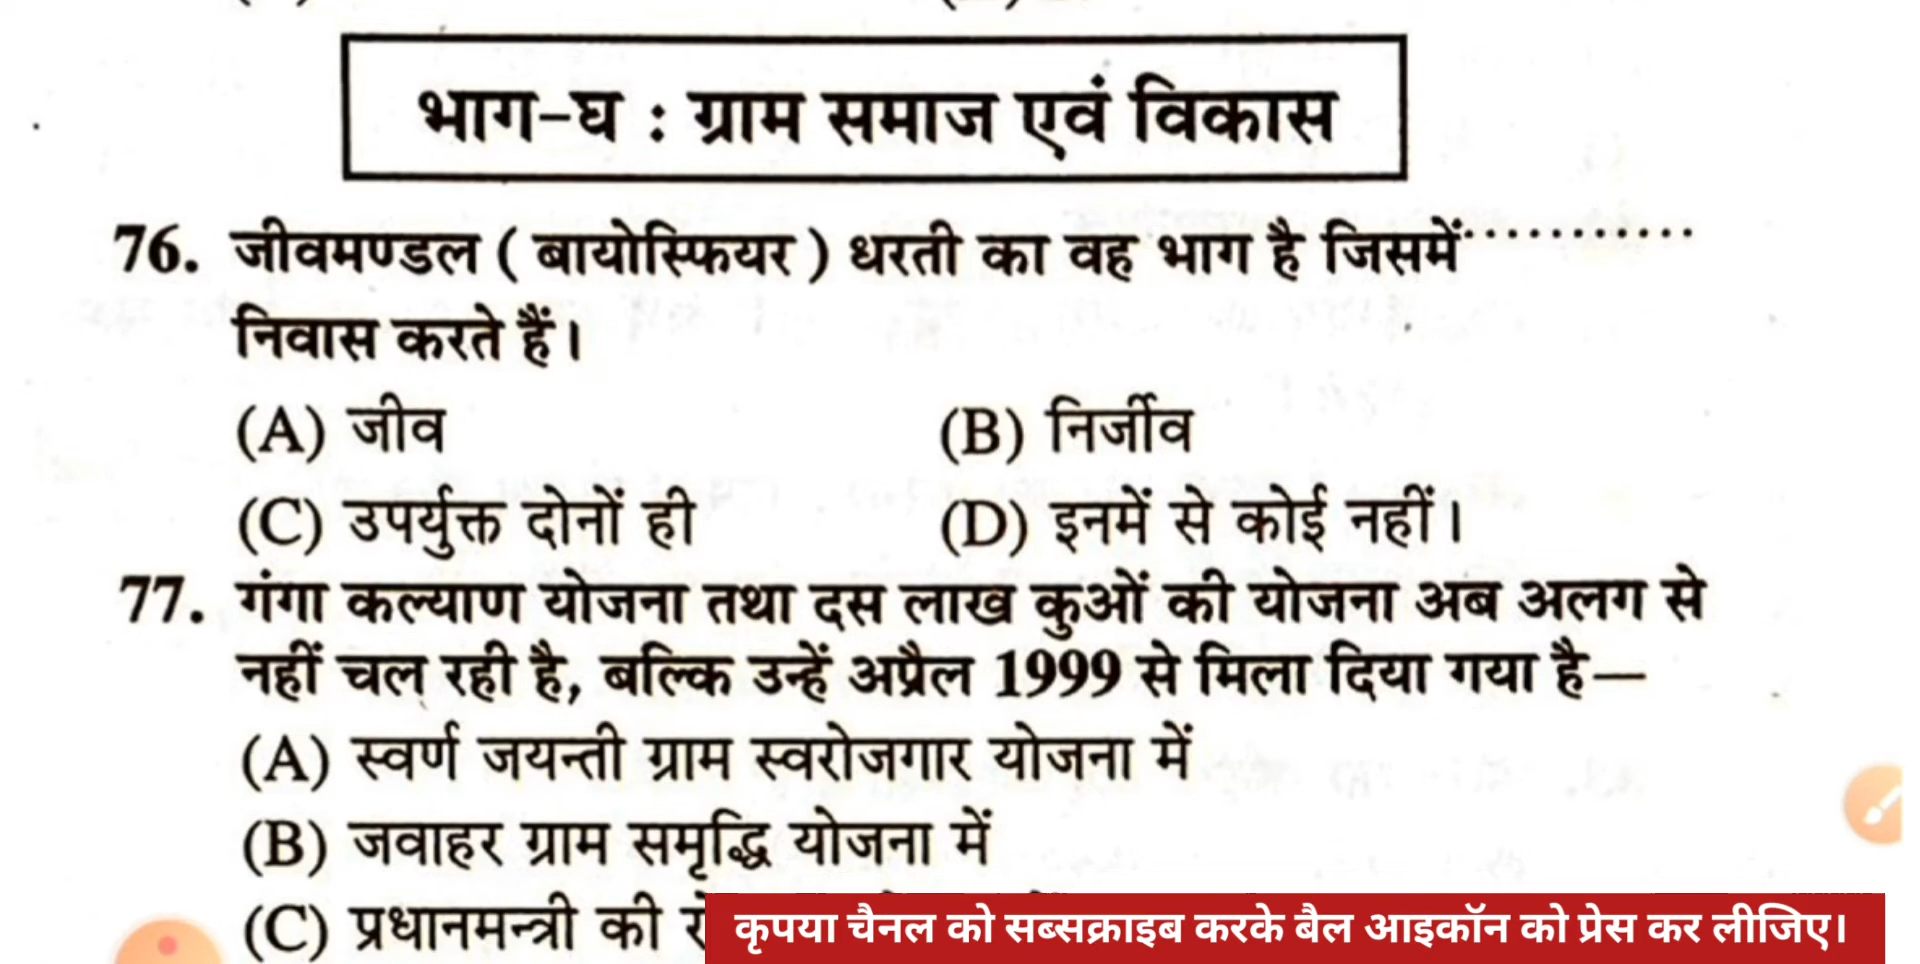 भाग-घ : ग्राम समाज एवं विकास
76. जीवमण्डल ( बायोस्फियर ) धरती का वह भाग है जिसमें...........
निवास करते हैं।
(A) जीव (B) निर्जीव
(C) उपर्युक्त दोनों ही (D) इनमें से कोई नहीं।
77. गंगा कल्याण योजना तथा दस लाख कुओं की योजना अब अलग से
नहीं चल रही है, बल्कि उन्हें अप्रैल 1999 से मिला दिया गया है—
(A) स्वर्ण जयन्ती ग्राम स्वरोजगार योजना में
(B) जवाहर ग्राम समृद्धि योजना में
(C) प्रधानमन्त्री की
कृपया चैनल को सब्सक्राइब करके बैल आइकॉन को प्रेस कर लीजिए।